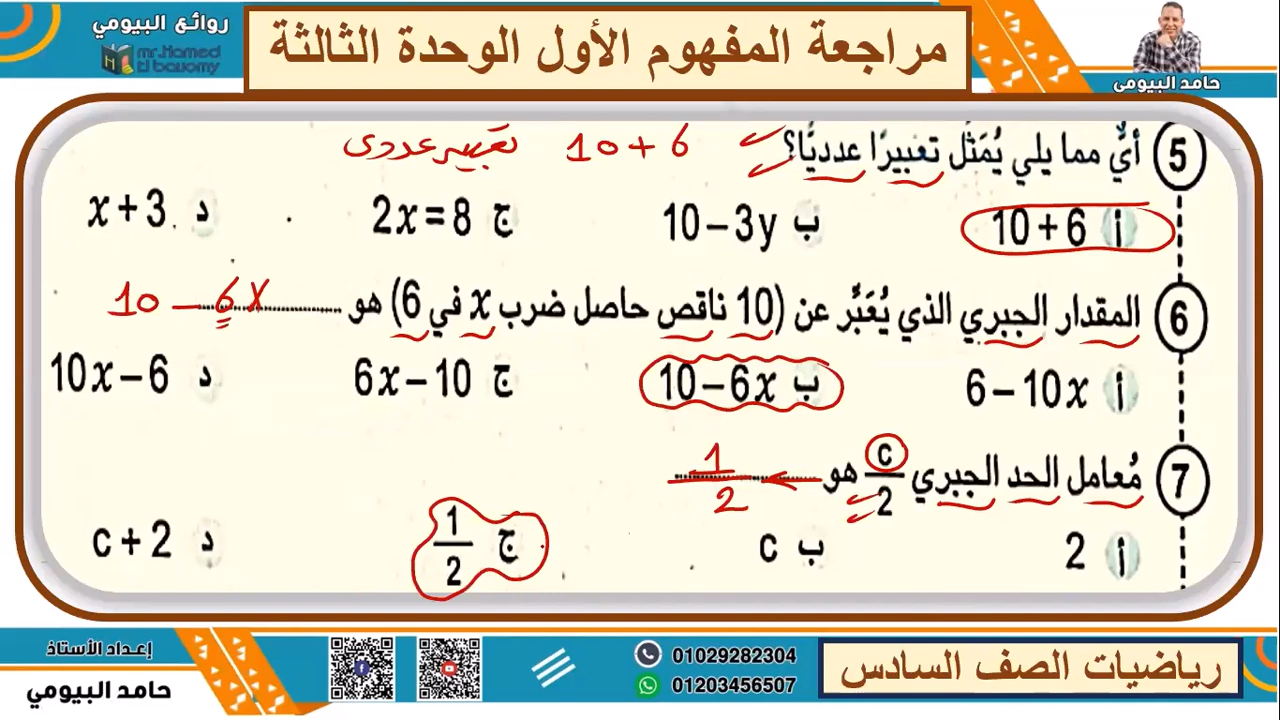 روائع البيومي
mr.Hamed
El bauomy
مراجعة المفهوم الأول الوحدة الثالثة
حامد البيومى
5 أيٌّ مما يلي يُمَثل تعبيرًا عدديًّا؟ 10 + 6 تعبير عددى
أ 10 + 6 ب 10 – 3y ج 2x = 8 د x + 3
6 المقدار الجبري الذي يُعَبِّر عن (10 ناقص حاصل ضرب x في 6) هو .......... 10 – 6x
أ 6 – 10x ب 10 – 6x ج 6x – 10 د 10x – 6
7 مُعامل الحد الجبري c/2 هو .......... 1/2
أ 2 ب c ج 1/2 د c + 2
إعداد الأستاذ
حامد البيومي
01029282304
01203456507
رياضيات الصف السادس